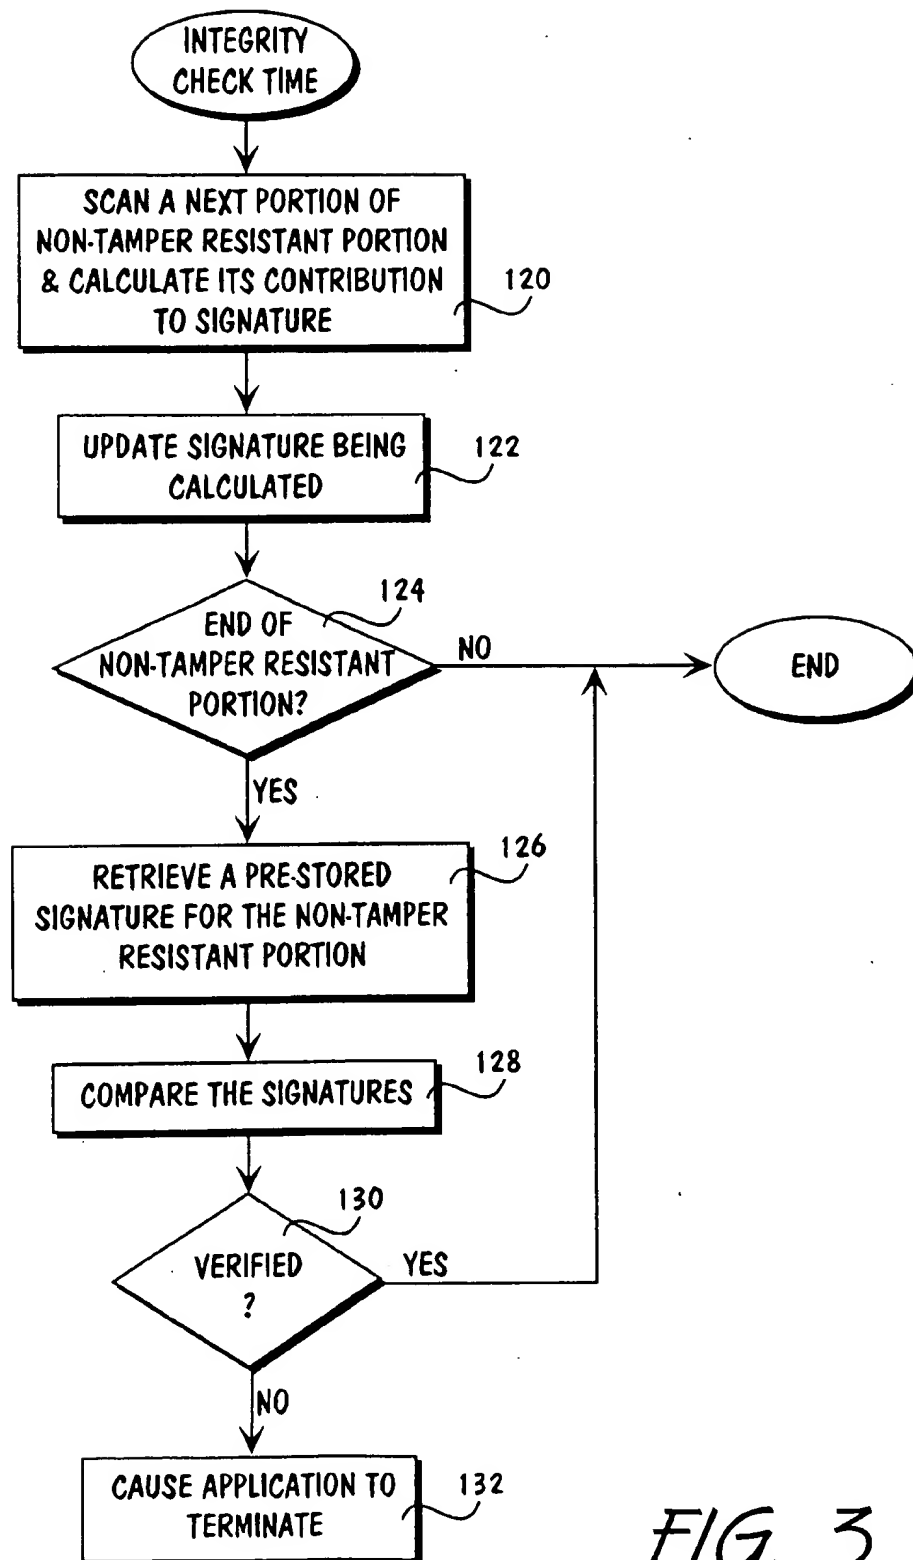 INTEGRITY
CHECK TIME
SCAN A NEXT PORTION OF
NON-TAMPER RESISTANT PORTION
& CALCULATE ITS CONTRIBUTION
TO SIGNATURE
120
UPDATE SIGNATURE BEING
CALCULATED
122
124
END OF
NON-TAMPER RESISTANT
PORTION?
NO
END
YES
126
RETRIEVE A PRE-STORED
SIGNATURE FOR THE NON-TAMPER
RESISTANT PORTION
128
COMPARE THE SIGNATURES
130
VERIFIED
?
YES
NO
CAUSE APPLICATION TO
TERMINATE
132
FIG. 3